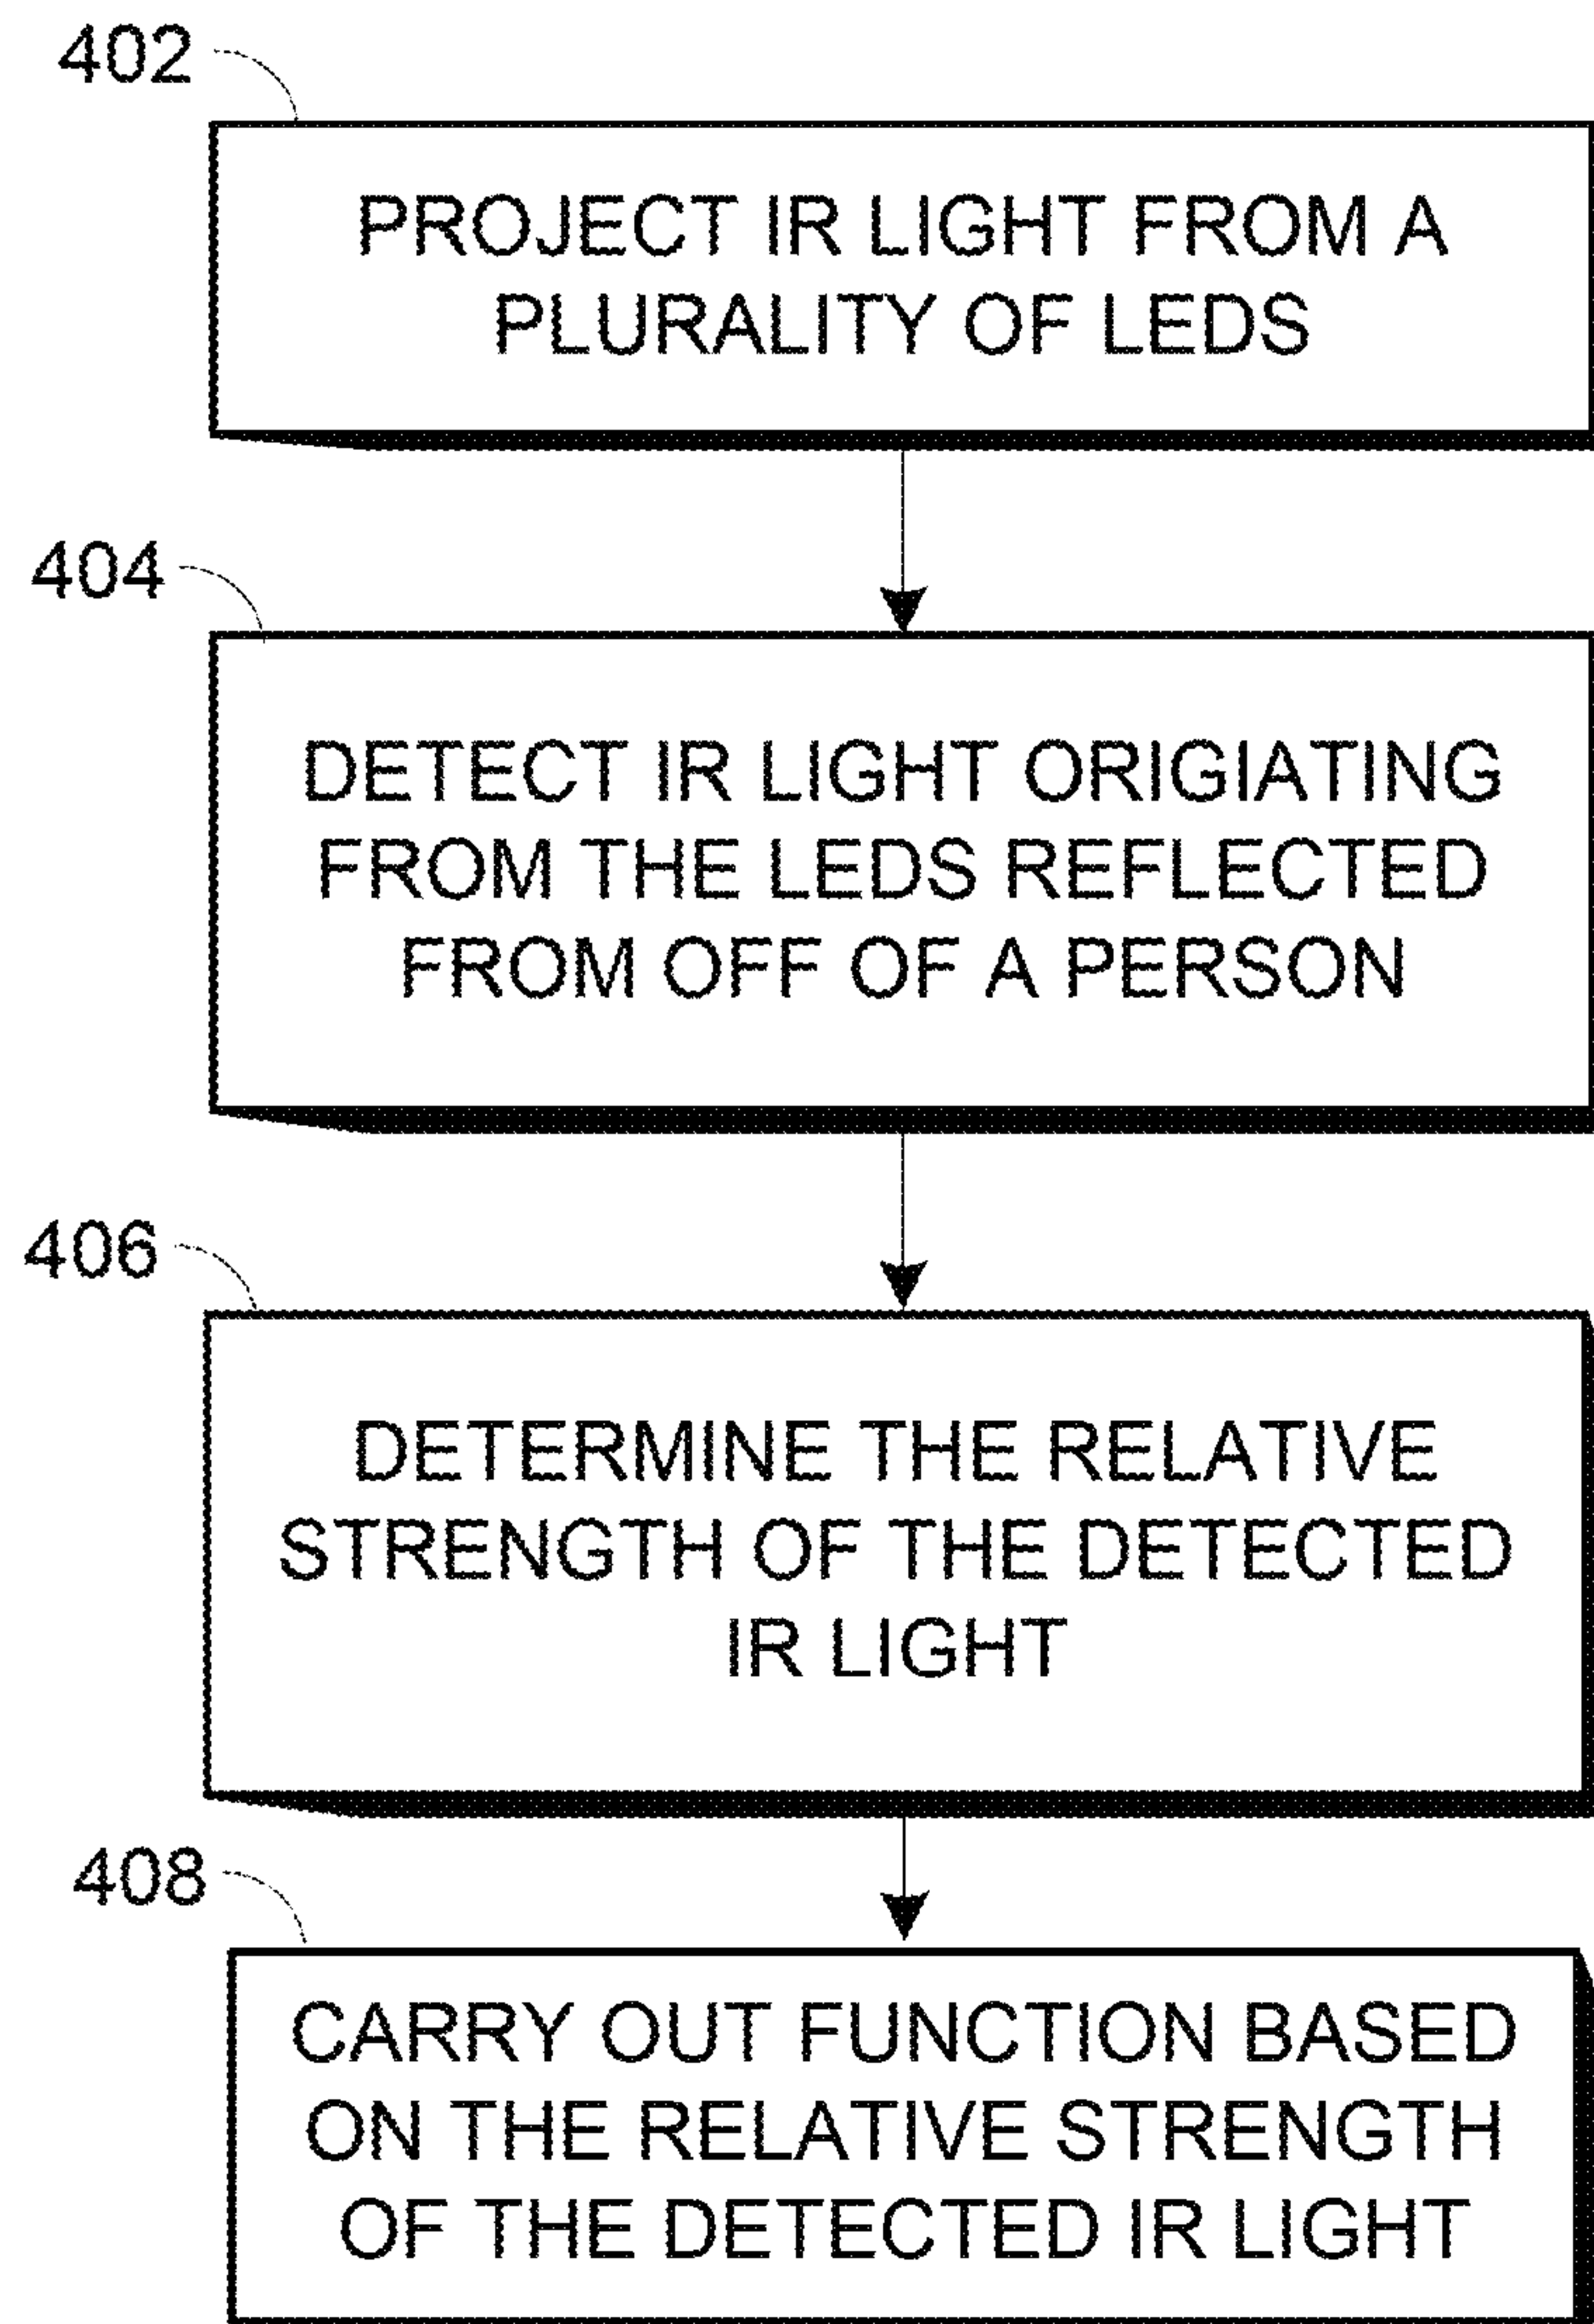 402
PROJECT IR LIGHT FROM A
PLURALITY OF LEDS
404
DETECT IR LIGHT ORIGIATING
FROM THE LEDS REFLECTED
FROM OFF OF A PERSON
406
DETERMINE THE RELATIVE
STRENGTH OF THE DETECTED
IR LIGHT
408
CARRY OUT FUNCTION BASED
ON THE RELATIVE STRENGTH
OF THE DETECTED IR LIGHT